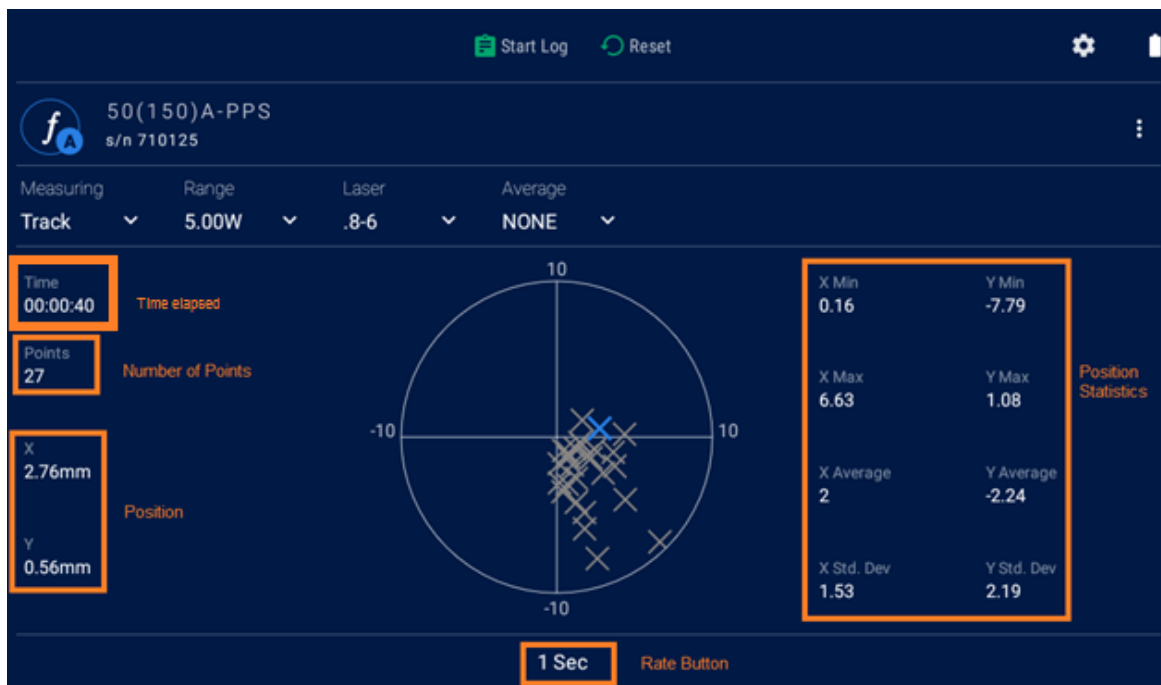 Start Log Reset
50(150)A-PPS
f A
s/n 710125
Measuring Range Laser Average
Track 5.00W .8-6 NONE
Time
00:00:40
Time elapsed
Points
27
Number of Points
X
2.76mm
Position
Y
0.56mm
10
-10
10
-10
X Min Y Min
0.16 -7.79
X Max Y Max
6.63 1.08
Position
Statistics
X Average Y Average
2 -2.24
X Std. Dev Y Std. Dev
1.53 2.19
1 Sec Rate Button